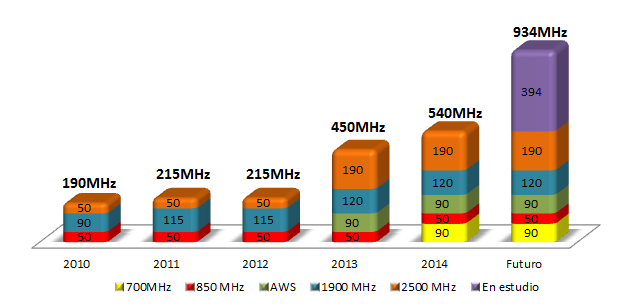 934MHz
394
540MHz
450MHz
190
190
190
190MHz
215MHz
215MHz
120
120
120
50
50
50
90
90
90
90
115
115
50
50
50
50
50
50
90
90
2010
2011
2012
2013
2014
Futuro
700MHz
850 MHz
AWS
1900 MHz
2500 MHz
En estudio